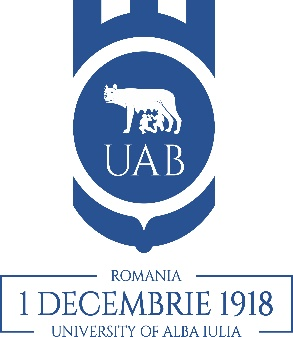 UAB
ROMANIA
1 DECEMBRIE 1918
UNIVERSITY OF ALBA IULIA